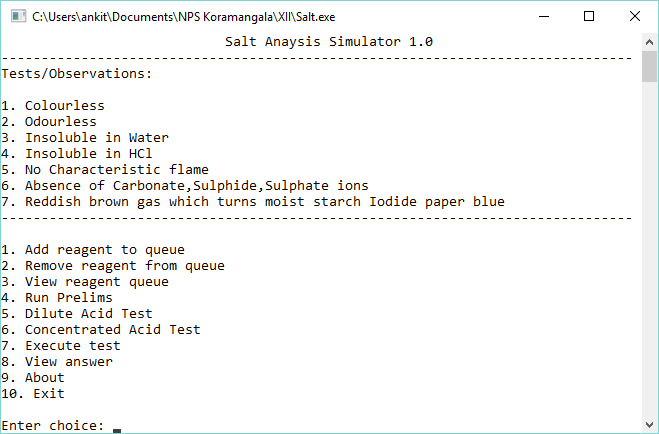 C:\Users\ankit\Documents\NPS Koramangala\XII\Salt.exe
Salt Anaysis Simulator 1.0
-------------------------------------------------------------------------------
Tests/Observations:
1. Colourless
2. Odourless
3. Insoluble in Water
4. Insoluble in HCl
5. No Characteristic flame
6. Absence of Carbonate,Sulphide,Sulphate ions
7. Reddish brown gas which turns moist starch Iodide paper blue
-------------------------------------------------------------------------------
1. Add reagent to queue
2. Remove reagent from queue
3. View reagent queue
4. Run Prelims
5. Dilute Acid Test
6. Concentrated Acid Test
7. Execute test
8. View answer
9. About
10. Exit
Enter choice: